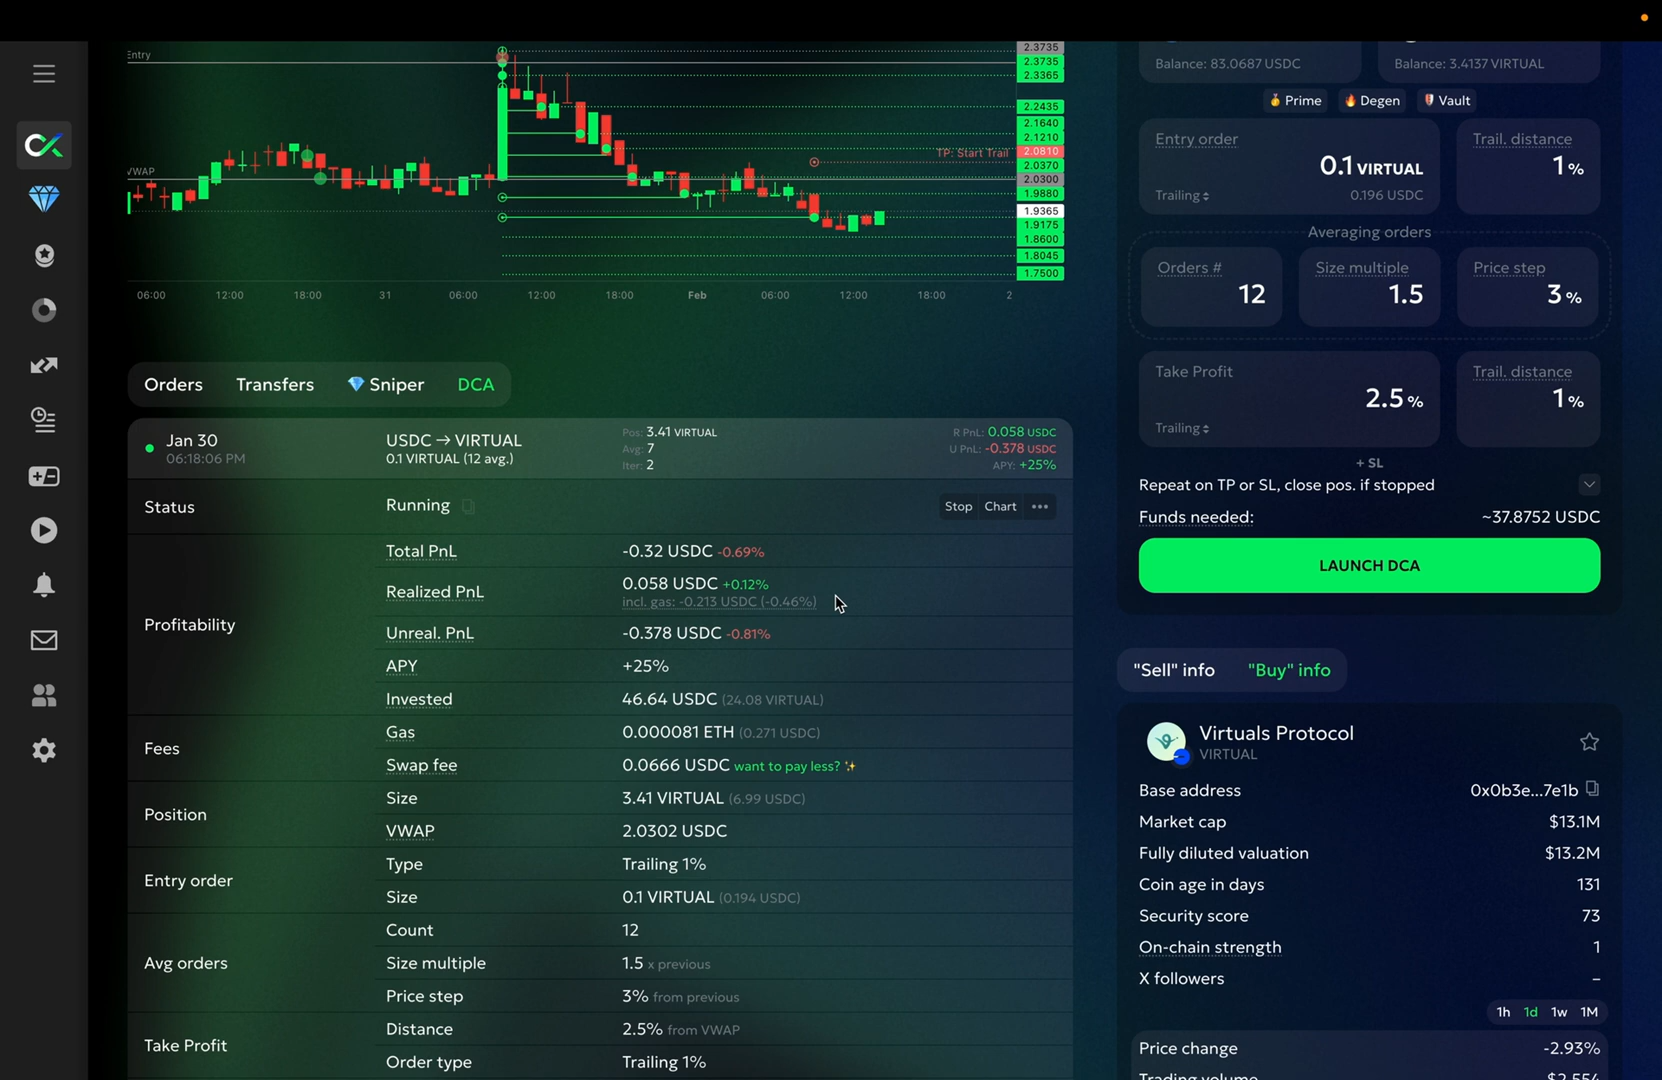 Entry
VWAP
TP: Start Trail
2.3735
2.3735
2.3365
2.2435
2.1640
2.1210
2.0810
2.0370
2.0300
1.9880
1.9365
1.9175
1.8600
1.8045
1.7500
06:00 12:00 18:00 31 06:00 12:00 18:00 Feb 06:00 12:00 18:00 2
Orders Transfers Sniper DCA
Jan 30
06:18:06 PM
USDC → VIRTUAL
0.1 VIRTUAL (12 avg.)
Pos: 3.41 VIRTUAL
Avg: 7
Iter: 2
R PnL: 0.058 USDC
U PnL: -0.378 USDC
APY: +25%
Status Running Stop Chart •••
Profitability
Total PnL -0.32 USDC -0.69%
Realized PnL 0.058 USDC +0.12%
incl. gas: -0.213 USDC (-0.46%)
Unreal. PnL -0.378 USDC -0.81%
APY +25%
Invested 46.64 USDC (24.08 VIRTUAL)
Fees
Gas 0.000081 ETH (0.271 USDC)
Swap fee 0.0666 USDC want to pay less? ✨
Position
Size 3.41 VIRTUAL (6.99 USDC)
VWAP 2.0302 USDC
Entry order
Type Trailing 1%
Size 0.1 VIRTUAL (0.194 USDC)
Avg orders
Count 12
Size multiple 1.5 x previous
Price step 3% from previous
Take Profit
Distance 2.5% from VWAP
Order type Trailing 1%
Balance: 83.0687 USDC
Balance: 3.4137 VIRTUAL
Prime Degen Vault
Entry order
0.1 VIRTUAL
Trailing 0.196 USDC
Trail. distance
1 %
Averaging orders
Orders #
12
Size multiple
1.5
Price step
3 %
Take Profit
2.5 %
Trailing
Trail. distance
1 %
+ SL
Repeat on TP or SL, close pos. if stopped
Funds needed: ~37.8752 USDC
LAUNCH DCA
"Sell" info "Buy" info
Virtuals Protocol
VIRTUAL
Base address 0x0b3e...7e1b
Market cap $13.1M
Fully diluted valuation $13.2M
Coin age in days 131
Security score 73
On-chain strength 1
X followers –
1h 1d 1w 1M
Price change -2.93%
Trading volume